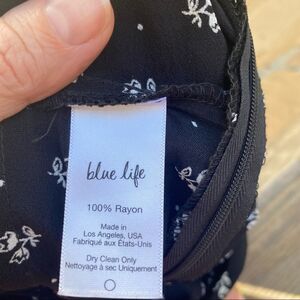 blue life
100% Rayon
Made in
Los Angeles, USA
Fabriqué aux États-Unis
Dry Clean Only
Nettoyage à sec Uniquement